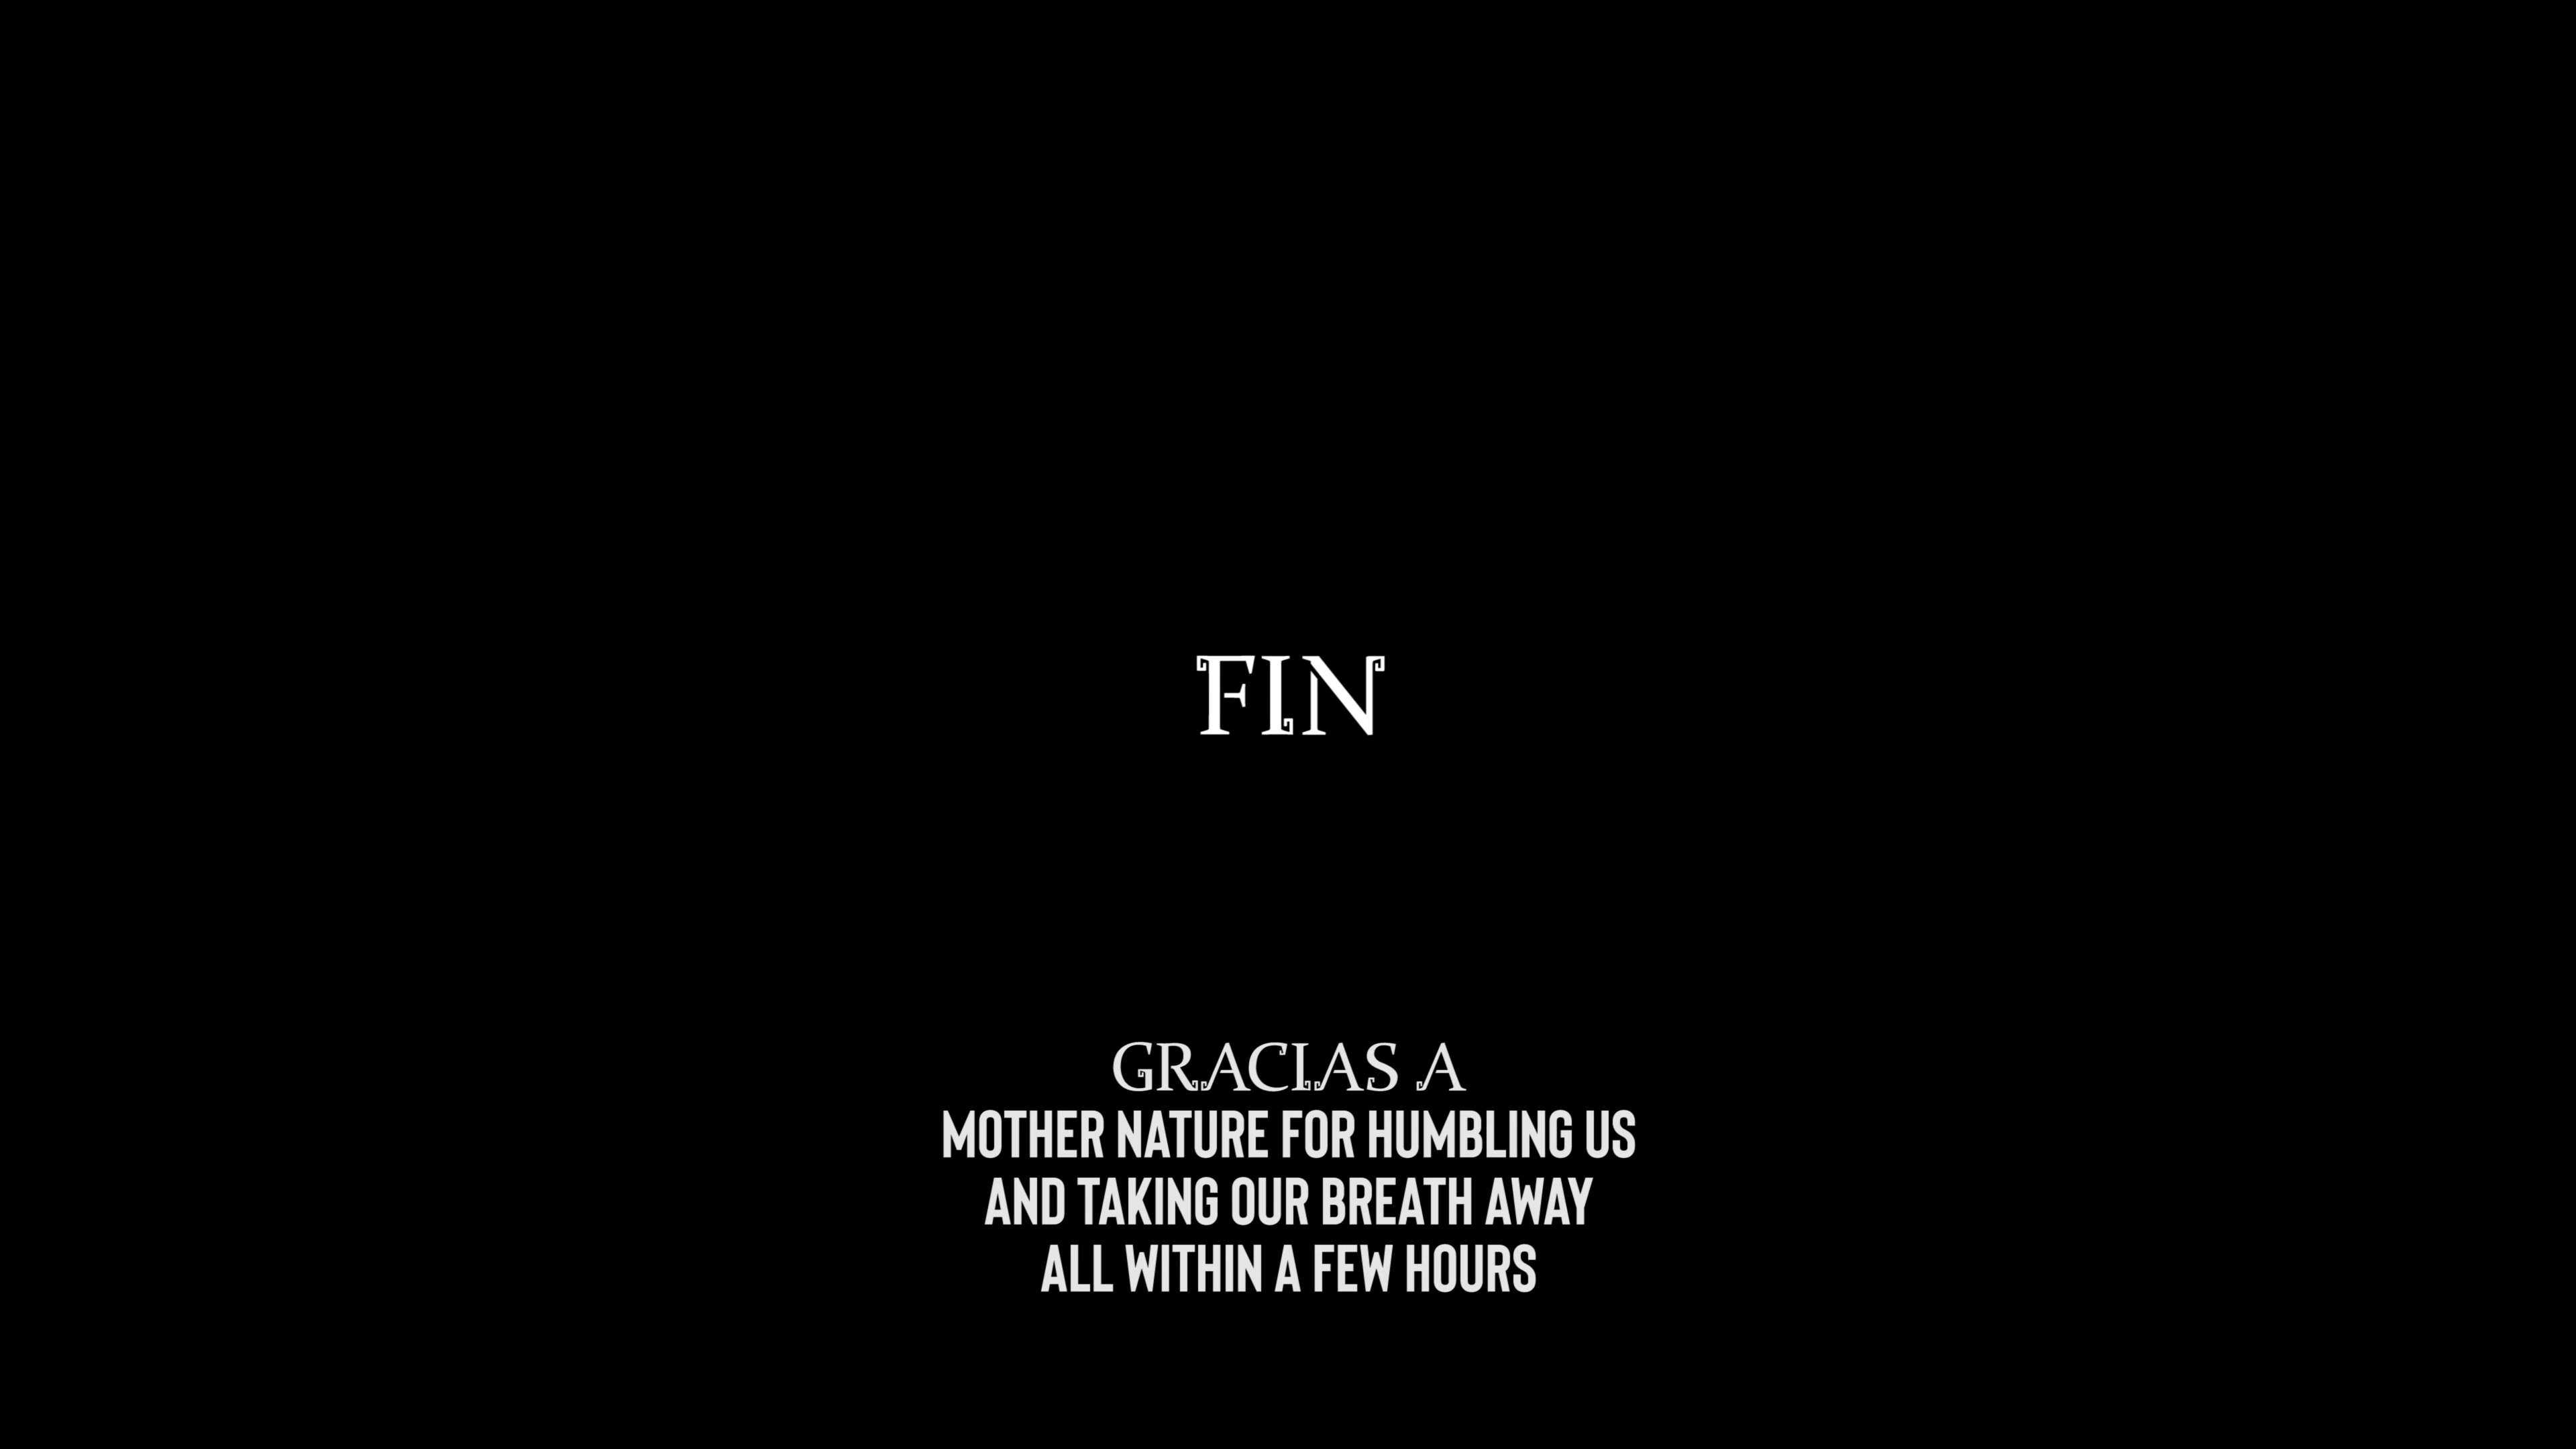 FIN
GRACIAS A
MOTHER NATURE FOR HUMBLING US
AND TAKING OUR BREATH AWAY
ALL WITHIN A FEW HOURS